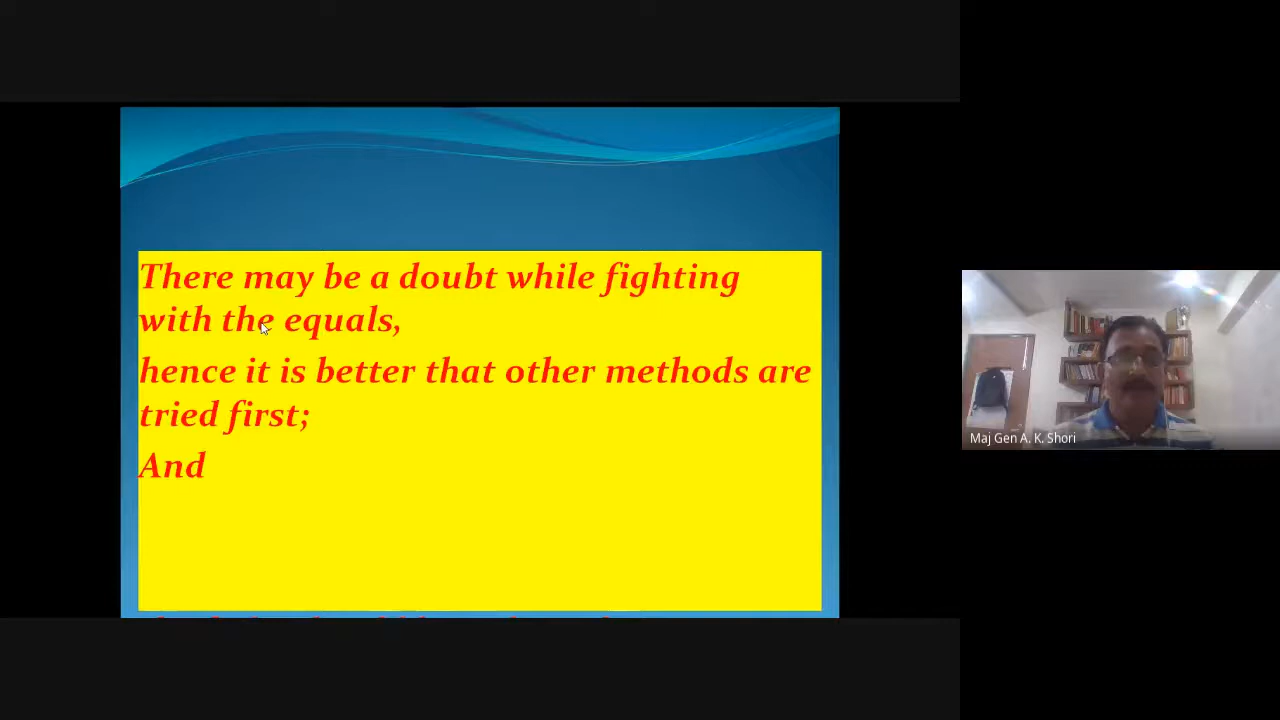 There may be a doubt while fighting
with the equals,
hence it is better that other methods are
tried first;
And
Maj Gen A. K. Shori